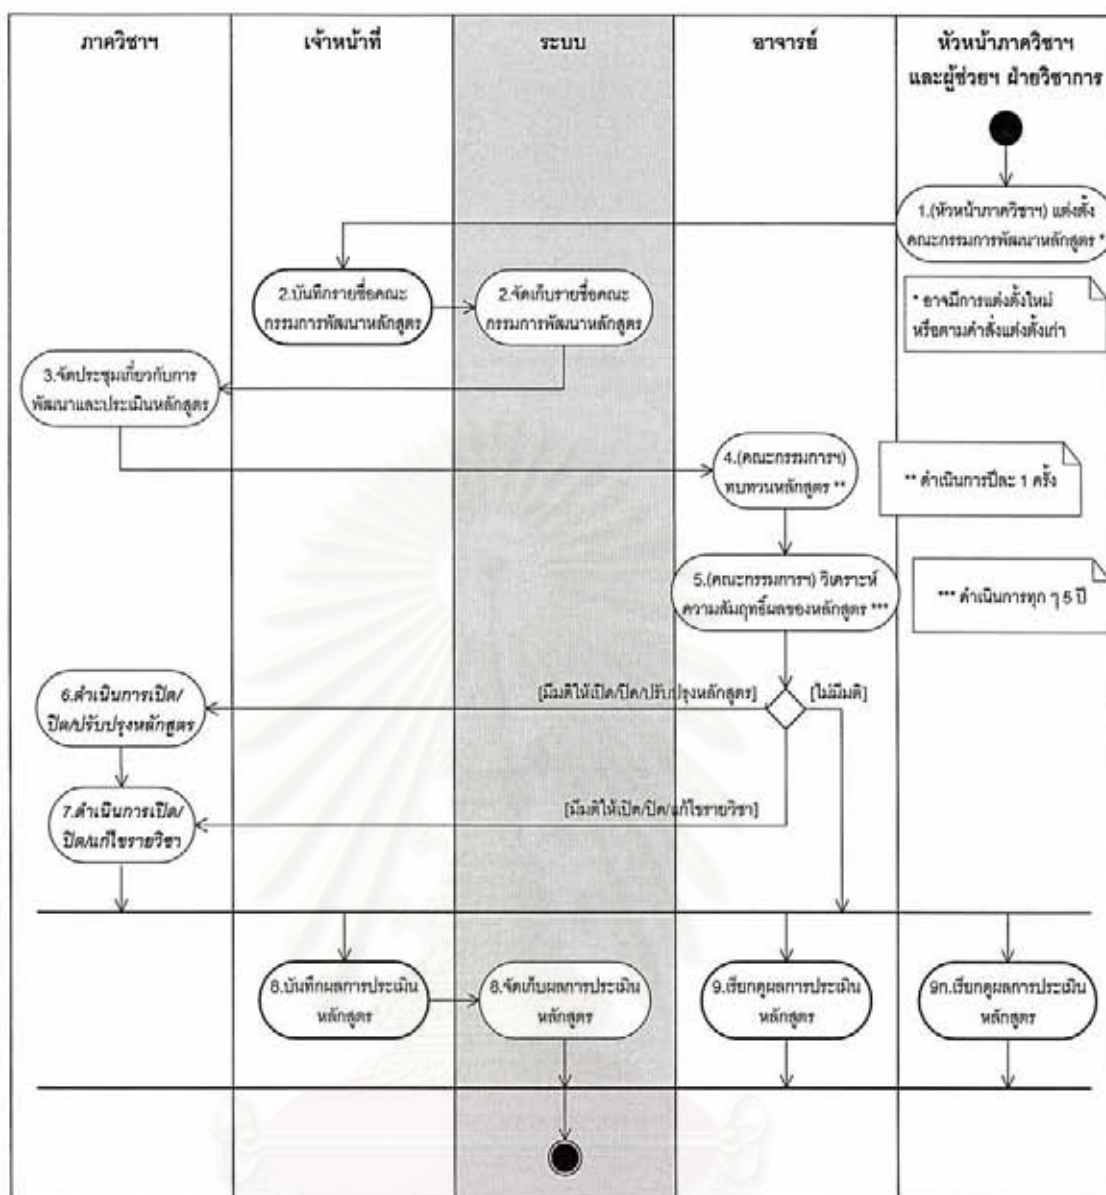 ภาควิชาฯ
เจ้าหน้าที่
ระบบ
อาจารย์
หัวหน้าภาควิชาฯ
และผู้ช่วยฯ ฝ่ายวิชาการ
1.(หัวหน้าภาควิชาฯ) แต่งตั้ง
คณะกรรมการพัฒนาหลักสูตร *
2.บันทึกรายชื่อคณะ
กรรมการพัฒนาหลักสูตร
2.จัดเก็บรายชื่อคณะ
กรรมการพัฒนาหลักสูตร
* อาจมีการแต่งตั้งใหม่
หรือตามคำสั่งแต่งตั้งเก่า
3.จัดประชุมเกี่ยวกับการ
พัฒนาและประเมินหลักสูตร
4.(คณะกรรมการฯ)
ทบทวนหลักสูตร **
** ดำเนินการปีละ 1 ครั้ง
5.(คณะกรรมการฯ) วิเคราะห์
ความสัมฤทธิ์ผลของหลักสูตร ***
*** ดำเนินการทุก ๆ 5 ปี
[มีมติให้เปิด/ปิด/ปรับปรุงหลักสูตร]
[ไม่มีมติ]
6.ดำเนินการเปิด/
ปิด/ปรับปรุงหลักสูตร
[มีมติให้เปิด/ปิด/แก้ไขรายวิชา]
7.ดำเนินการเปิด/
ปิด/แก้ไขรายวิชา
8.บันทึกผลการประเมิน
หลักสูตร
8.จัดเก็บผลการประเมิน
หลักสูตร
9.เรียกดูผลการประเมิน
หลักสูตร
9ก.เรียกดูผลการประเมิน
หลักสูตร